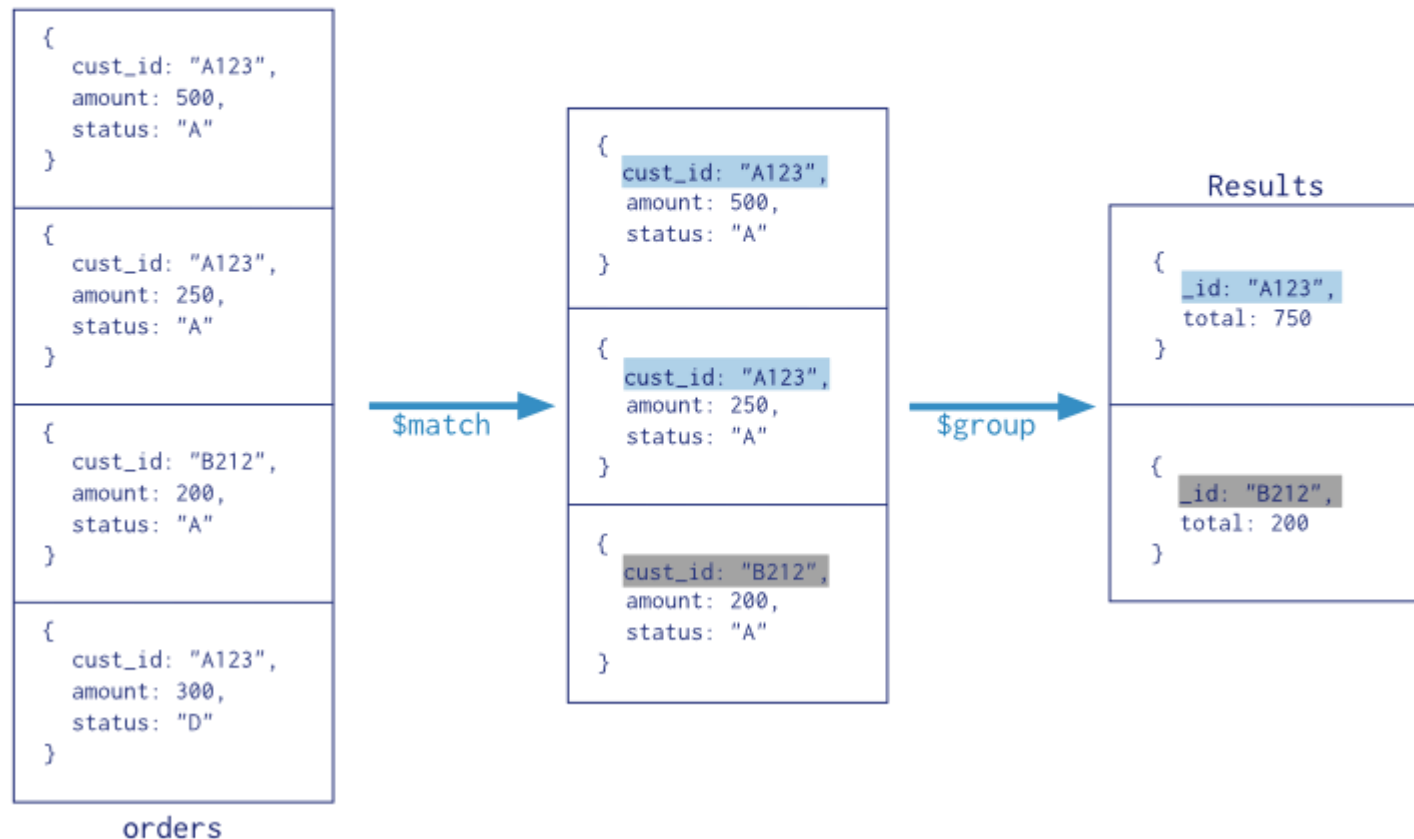 {
cust_id: "A123",
amount: 500,
status: "A"
}
{
cust_id: "A123",
amount: 250,
status: "A"
}
{
cust_id: "B212",
amount: 200,
status: "A"
}
{
cust_id: "A123",
amount: 300,
status: "D"
}
orders
$match
{
cust_id: "A123",
amount: 500,
status: "A"
}
{
cust_id: "A123",
amount: 250,
status: "A"
}
{
cust_id: "B212",
amount: 200,
status: "A"
}
$group
Results
{
_id: "A123",
total: 750
}
{
_id: "B212",
total: 200
}